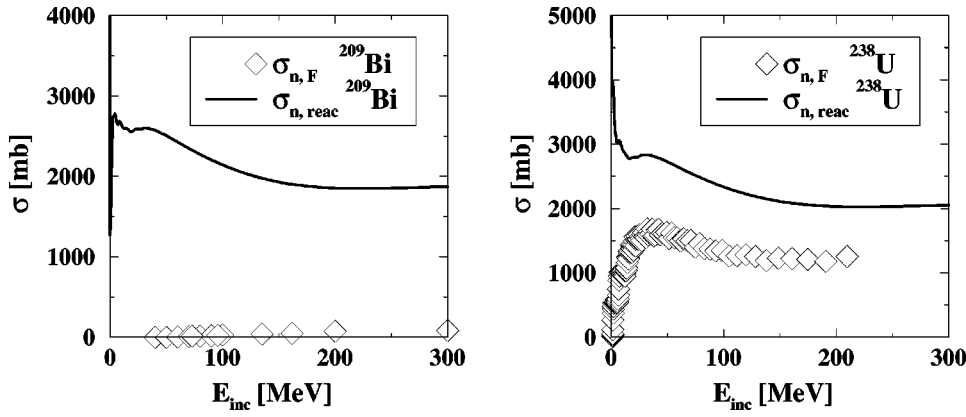 4000
3000
2000
1000
0
σ [mb]
σn, F 209Bi
σn, reac 209Bi
0 100 200 300
Einc [MeV]
5000
4000
3000
2000
1000
0
σ [mb]
σn, F 238U
σn, reac 238U
0 100 200 300
Einc [MeV]